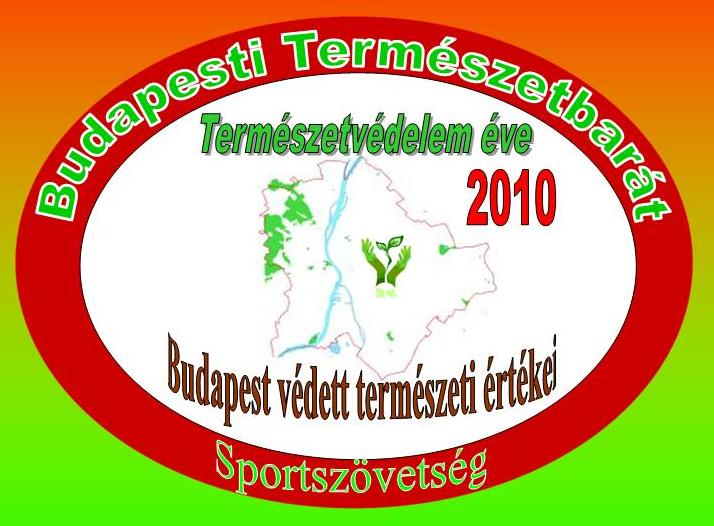 Budapesti Természetbarát
Természetvédelem éve
2010
Budapest védett természeti értékei
Sportszövetség